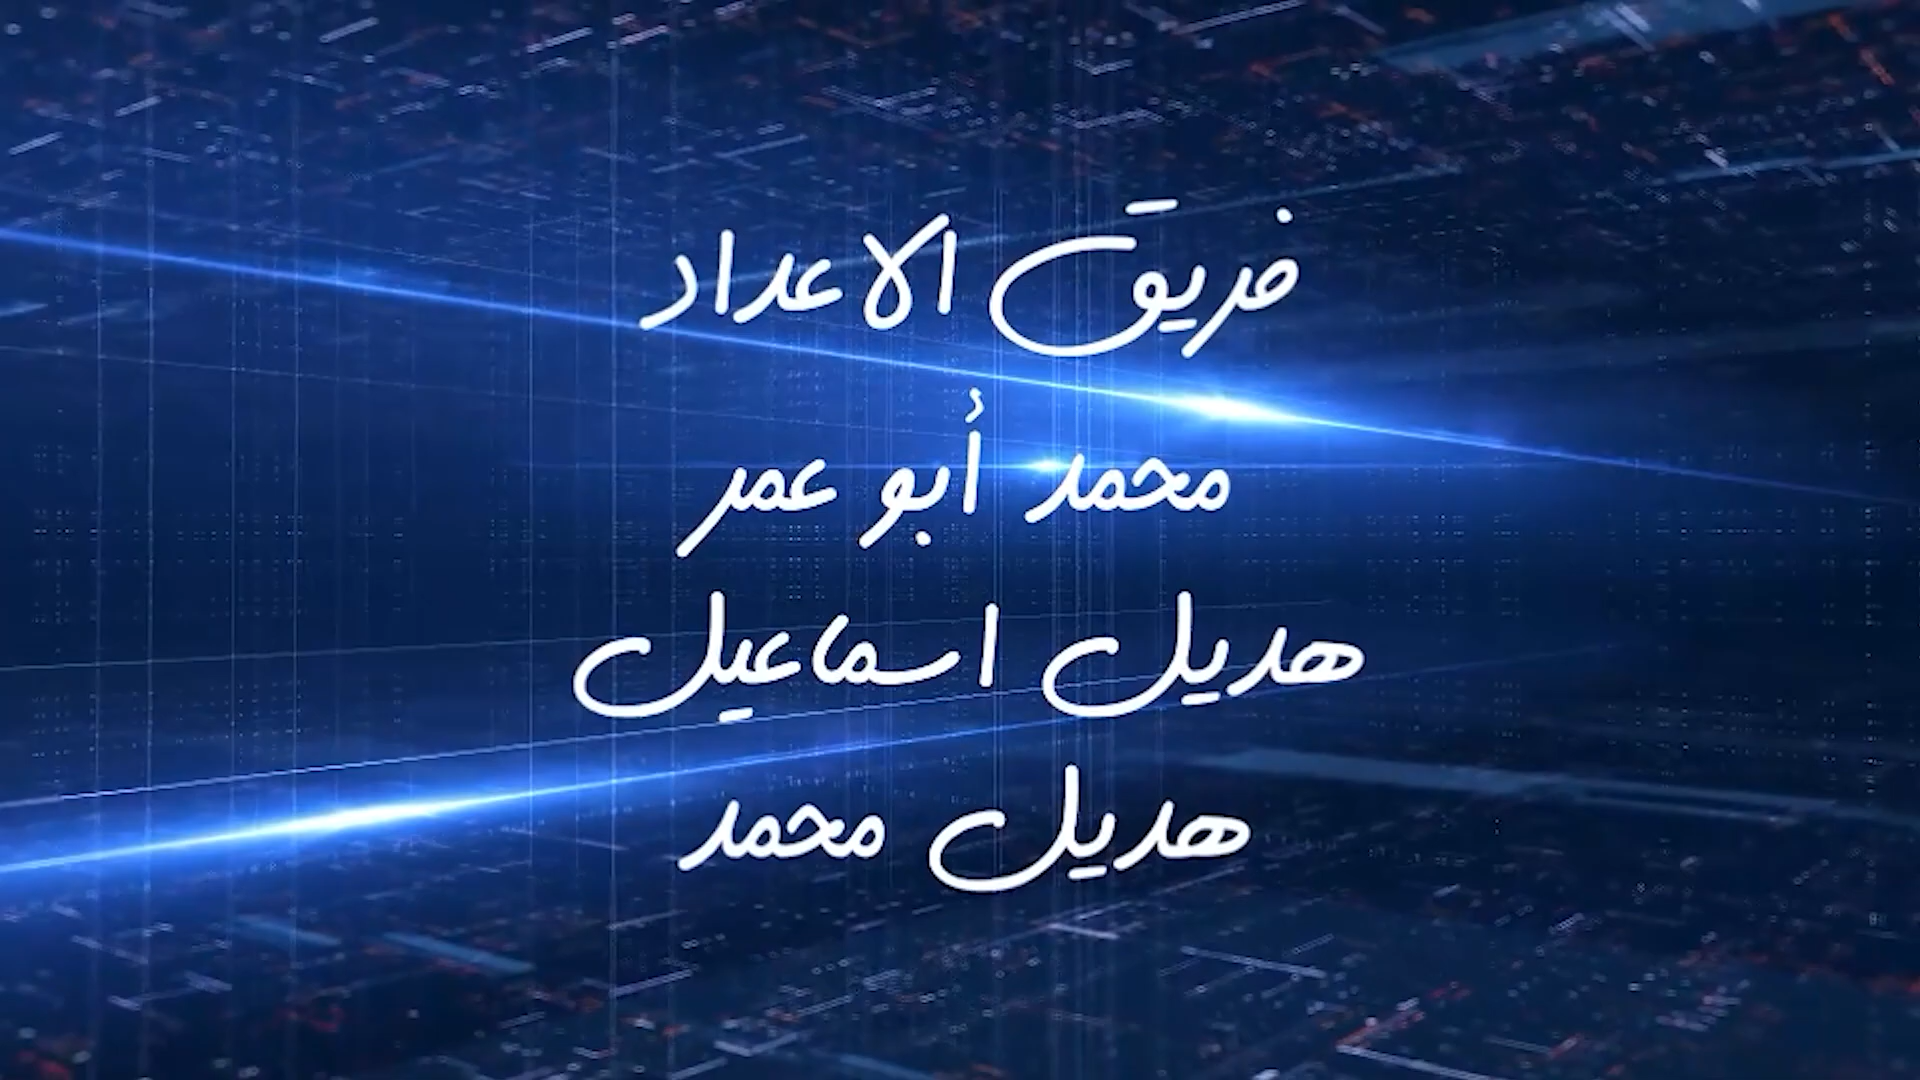 فريق الاعداد
محمد أبو عمر
هديل اسماعيل
هديل محمد